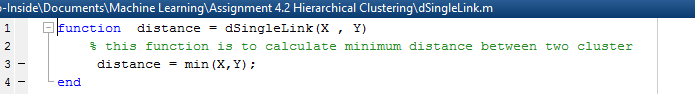 o-Inside\Documents\Machine Learning\Assignment 4.2 Hierarchical Clustering\dSingleLink.m
1 function distance = dSingleLink(X , Y)
2 % this function is to calculate minimum distance between two cluster
3 - distance = min(X,Y);
4 - end